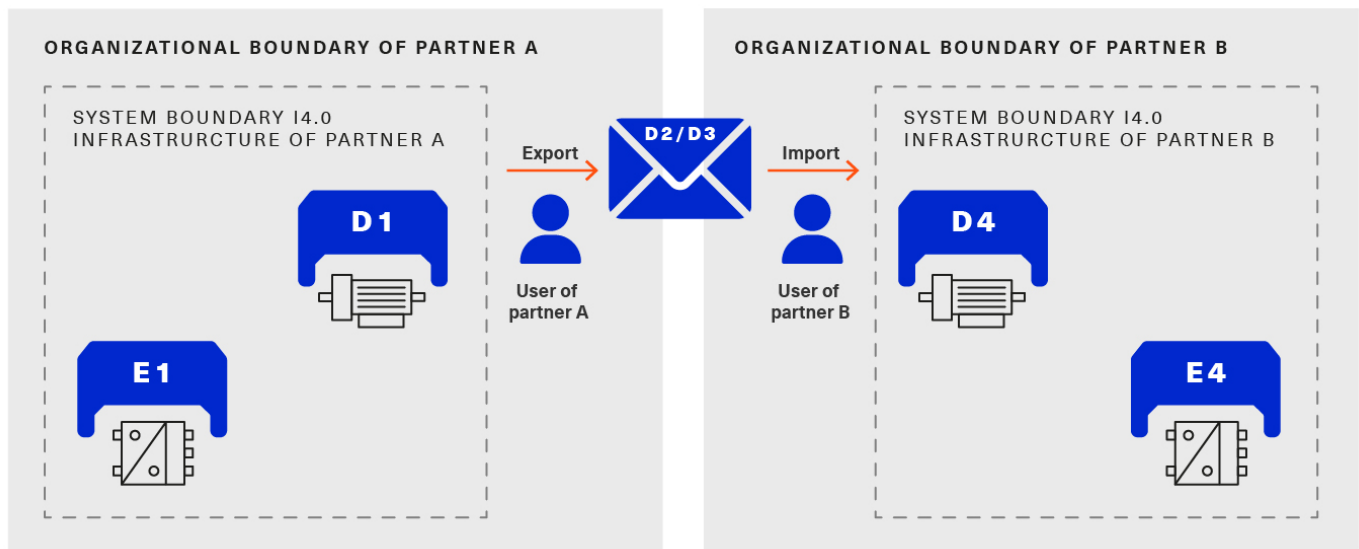 ORGANIZATIONAL BOUNDARY OF PARTNER A
SYSTEM BOUNDARY I4.0
INFRASTRURCTURE OF PARTNER A
D1
E1
Export
User of
partner A
D2/D3
ORGANIZATIONAL BOUNDARY OF PARTNER B
Import
User of
partner B
SYSTEM BOUNDARY I4.0
INFRASTRURCTURE OF PARTNER B
D4
E4